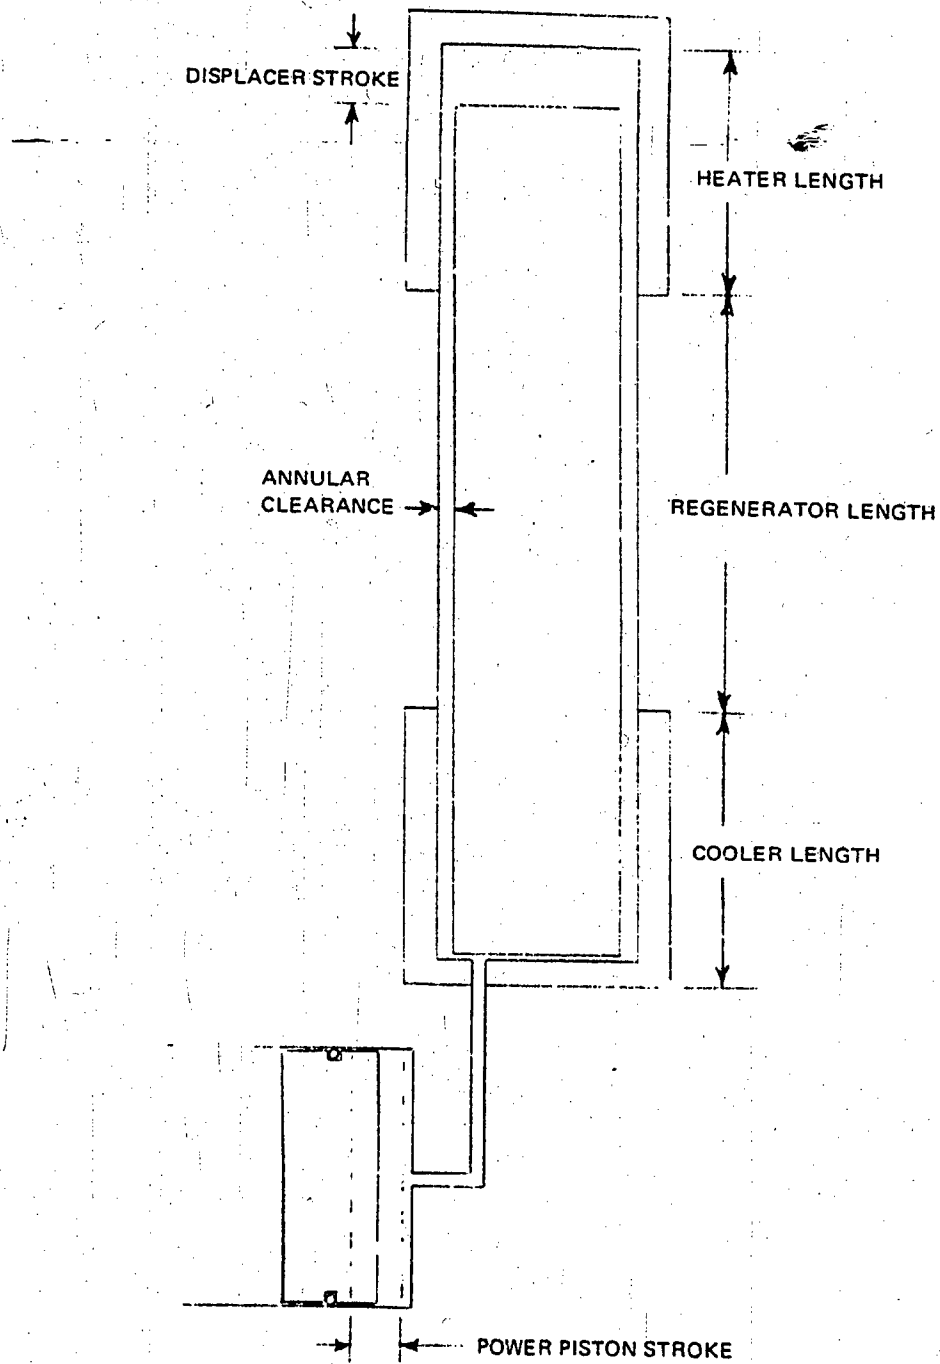 DISPLACER STROKE
HEATER LENGTH
ANNULAR
CLEARANCE
REGENERATOR LENGTH
COOLER LENGTH
POWER PISTON STROKE